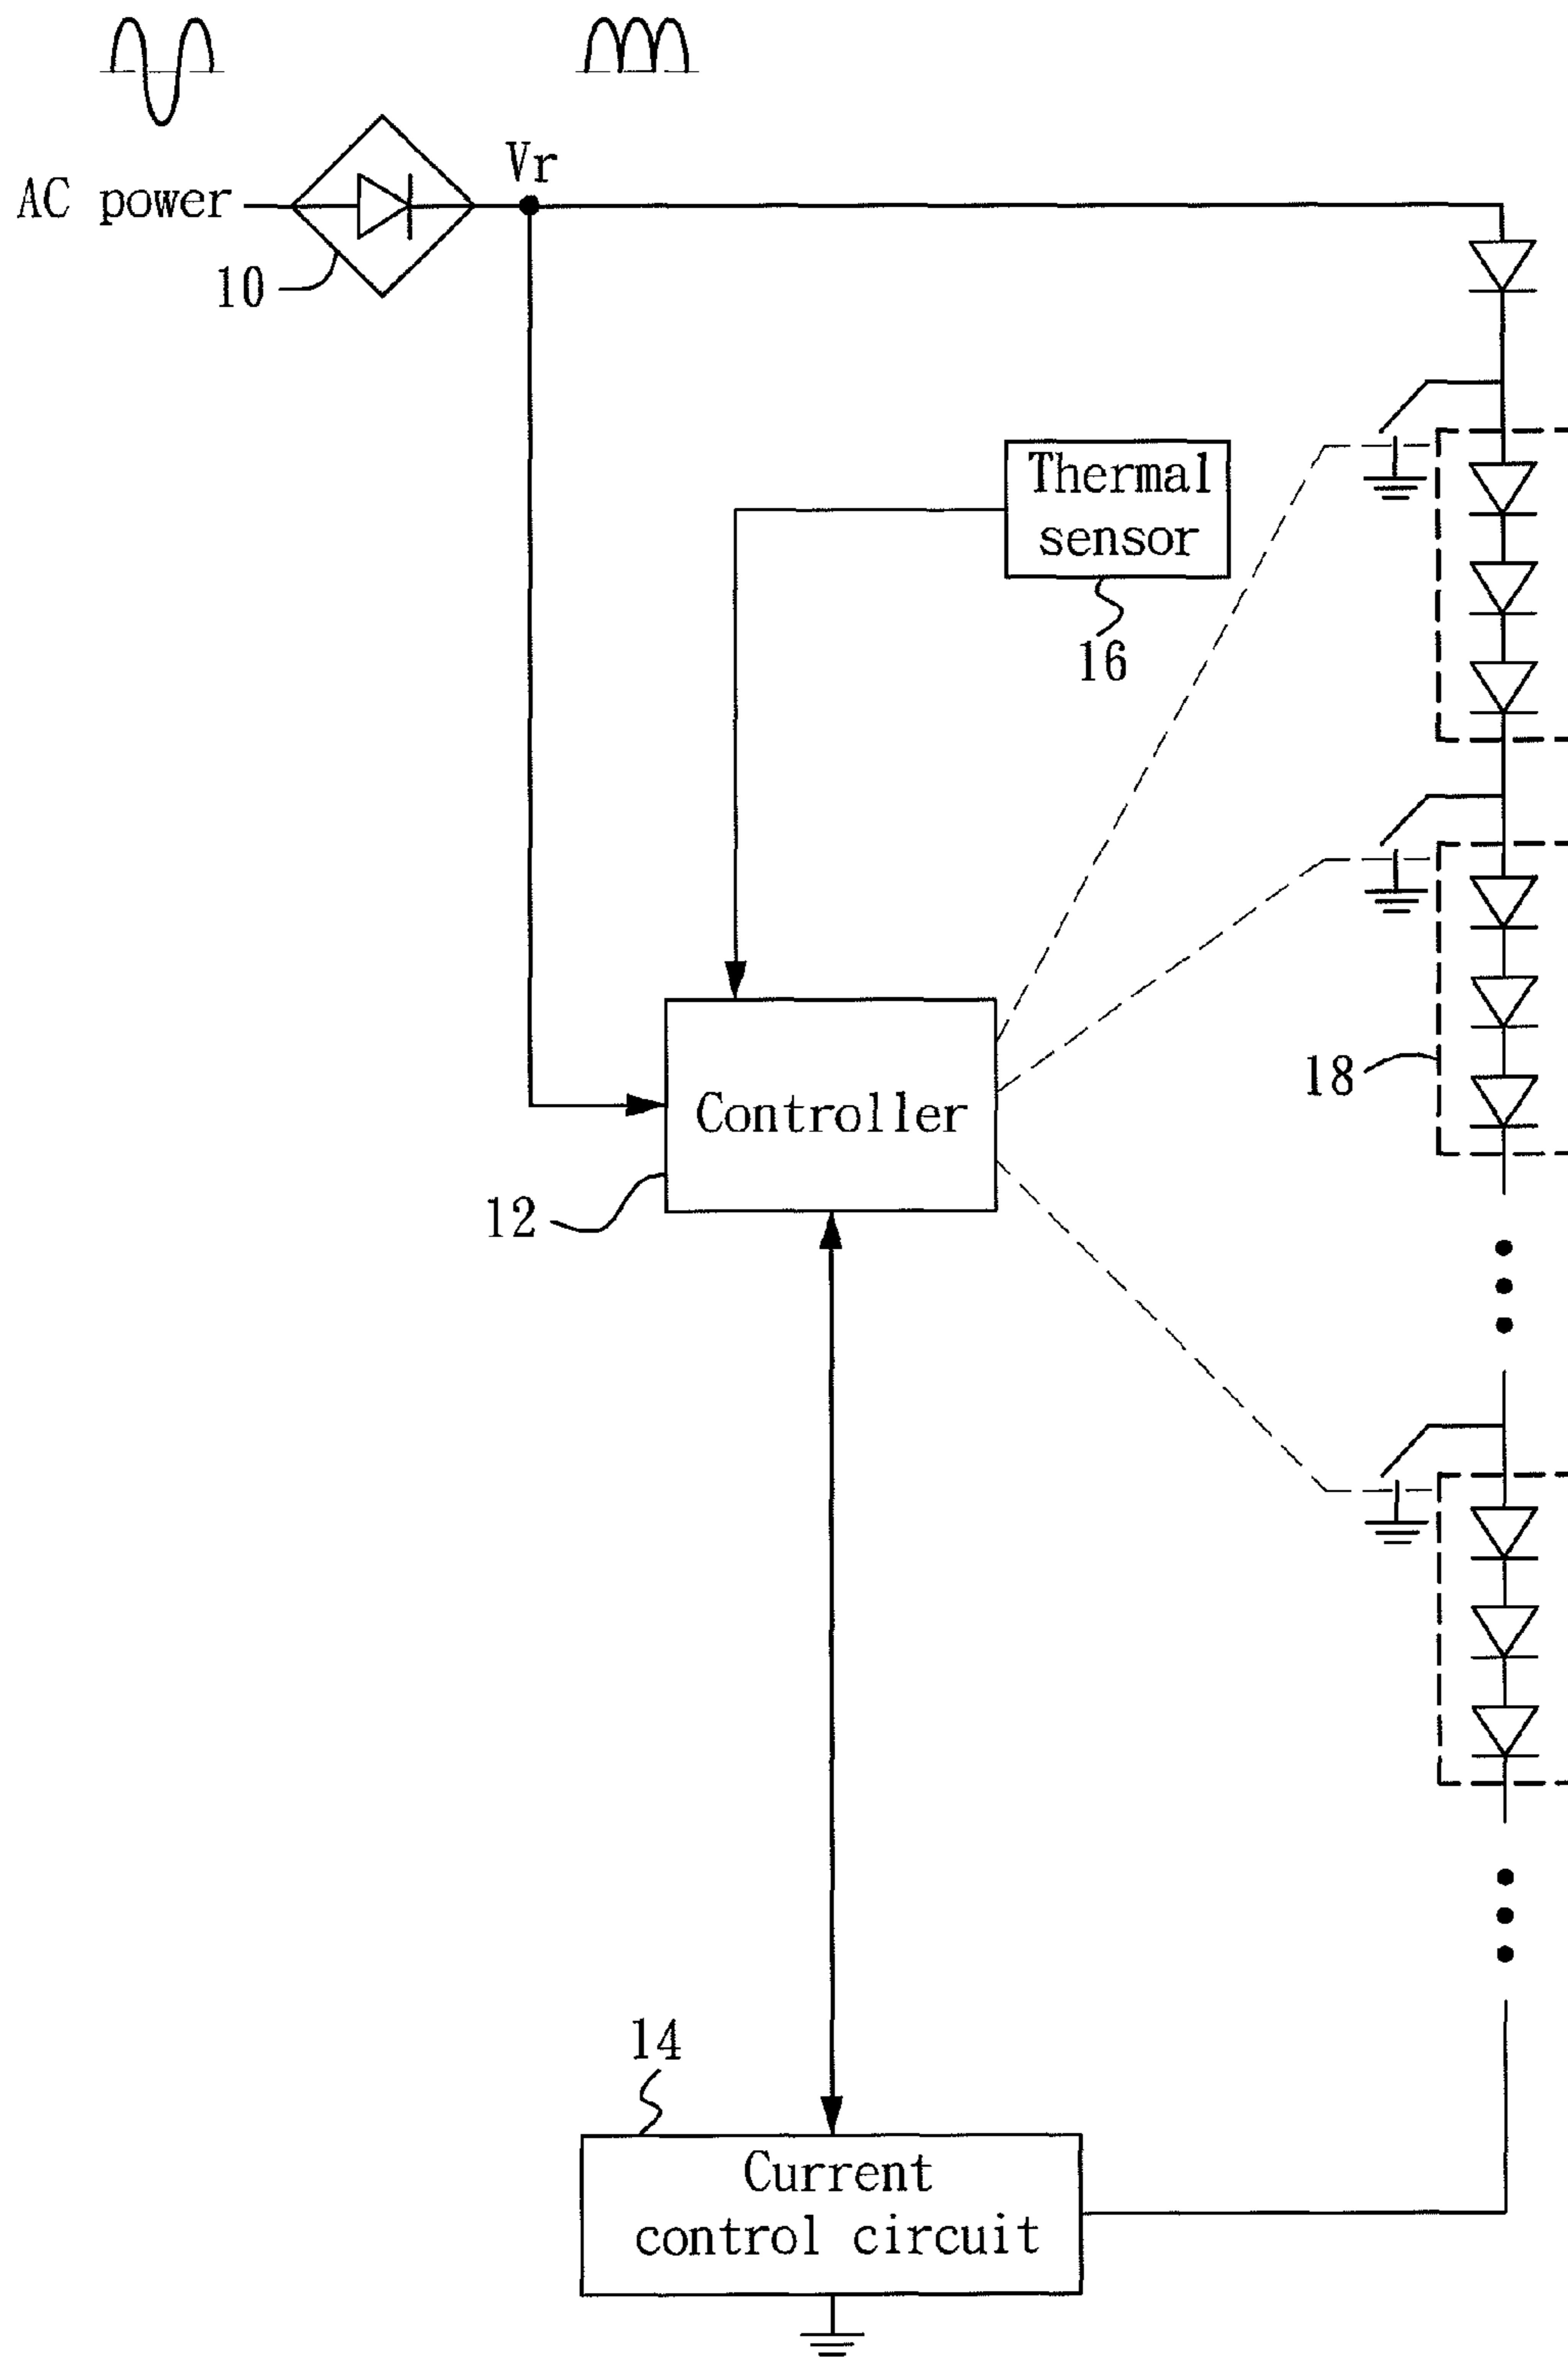 Vr
AC power
10
Thermal
sensor
16
Controller
18
12
14
Current
control circuit